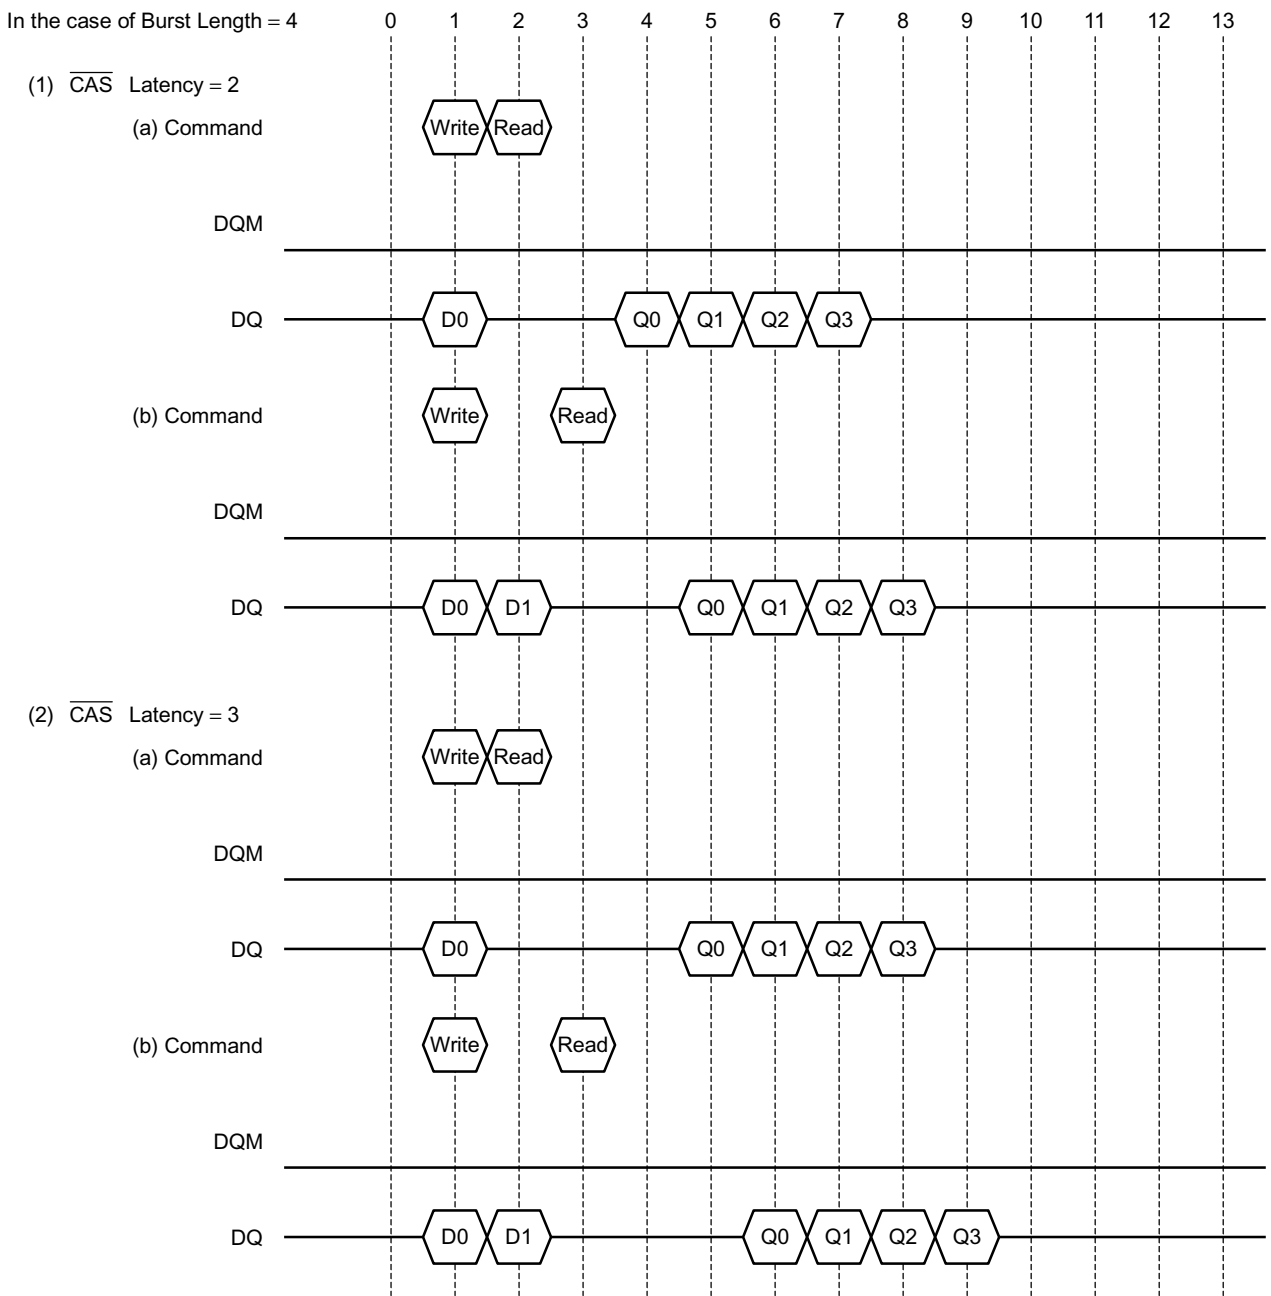 In the case of Burst Length = 4 0 1 2 3 4 5 6 7 8 9 10 11 12 13
(1) CAS Latency = 2
(a) Command Write Read
DQM
DQ D0 Q0 Q1 Q2 Q3
(b) Command Write Read
DQM
DQ D0 D1 Q0 Q1 Q2 Q3
(2) CAS Latency = 3
(a) Command Write Read
DQM
DQ D0 Q0 Q1 Q2 Q3
(b) Command Write Read
DQM
DQ D0 D1 Q0 Q1 Q2 Q3